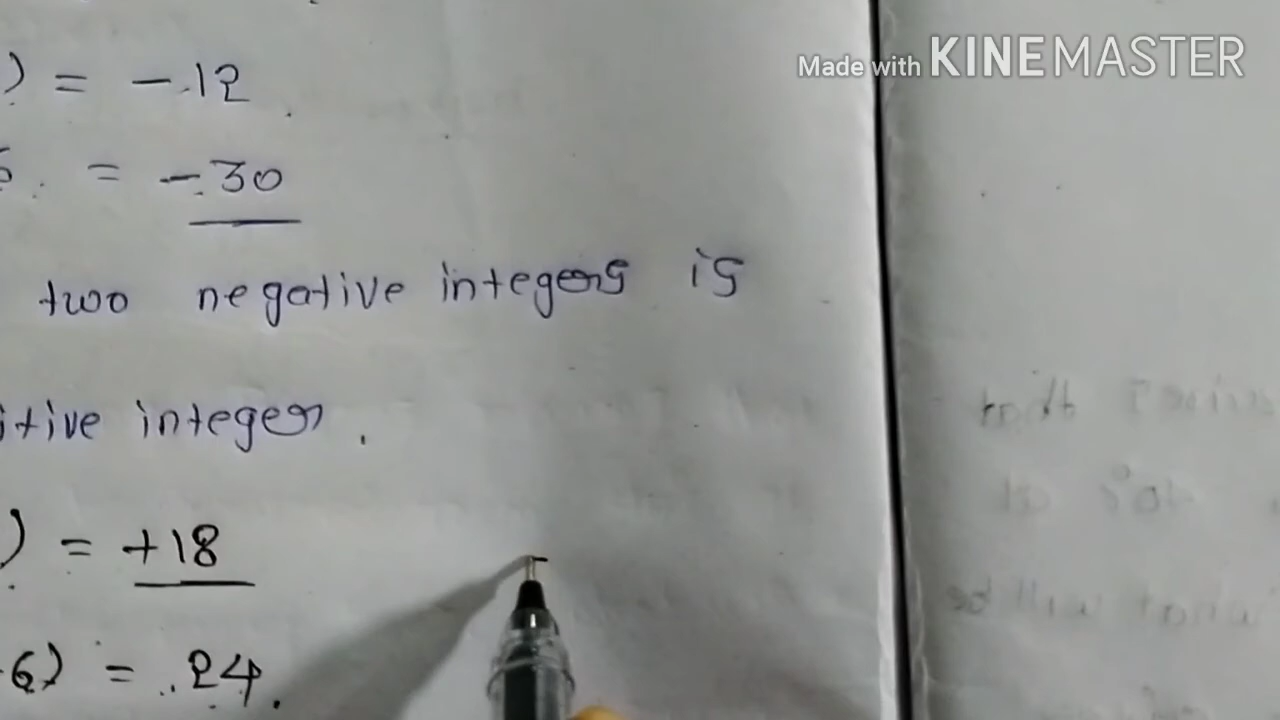 Made with KINEMASTER
) = -12
= -30
two negative integers is
itive integer.
) = +18
6) = 24.